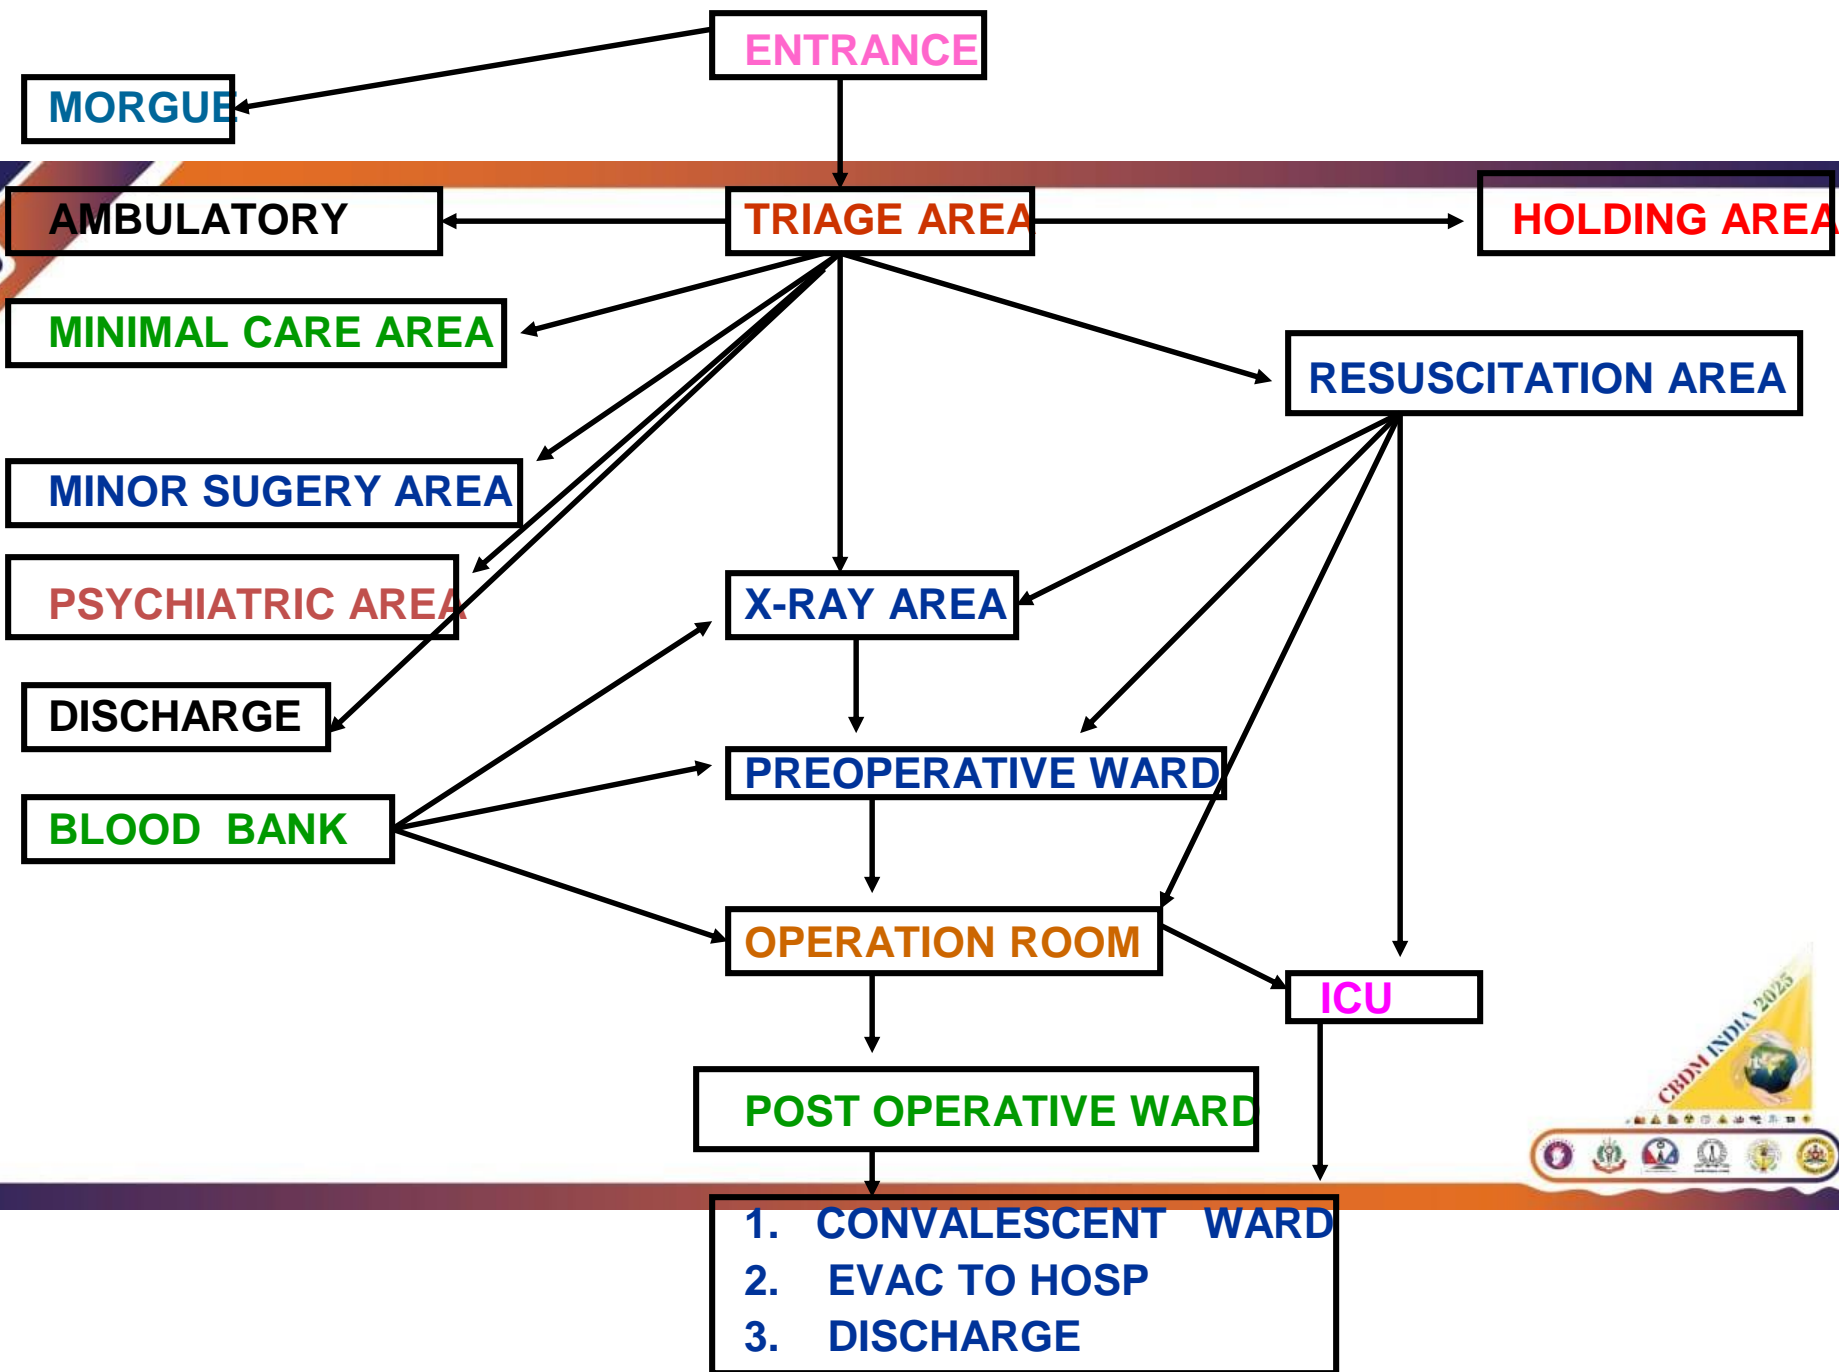 ENTRANCE
MORGUE
AMBULATORY
TRIAGE AREA
HOLDING AREA
MINIMAL CARE AREA
RESUSCITATION AREA
MINOR SUGERY AREA
PSYCHIATRIC AREA
X-RAY AREA
DISCHARGE
PREOPERATIVE WARD
BLOOD BANK
OPERATION ROOM
ICU
CBDM INDIA 2025
POST OPERATIVE WARD
1. CONVALESCENT WARD
2. EVAC TO HOSP
3. DISCHARGE